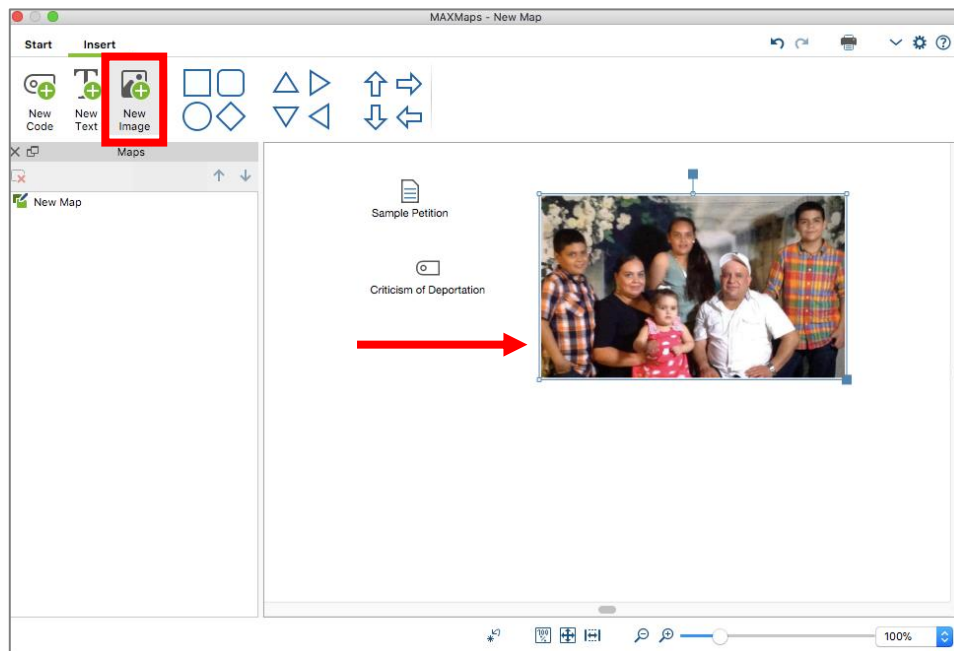 MAXMaps - New Map
Start Insert
New Code
New Text
New Image
Maps
New Map
Sample Petition
Criticism of Deportation
100%